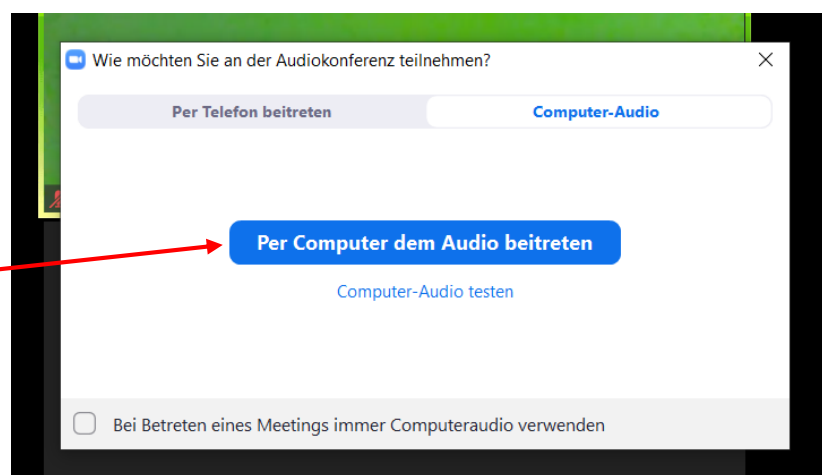 Wie möchten Sie an der Audiokonferenz teilnehmen?
Per Telefon beitreten
Computer-Audio
Per Computer dem Audio beitreten
Computer-Audio testen
Bei Betreten eines Meetings immer Computeraudio verwenden